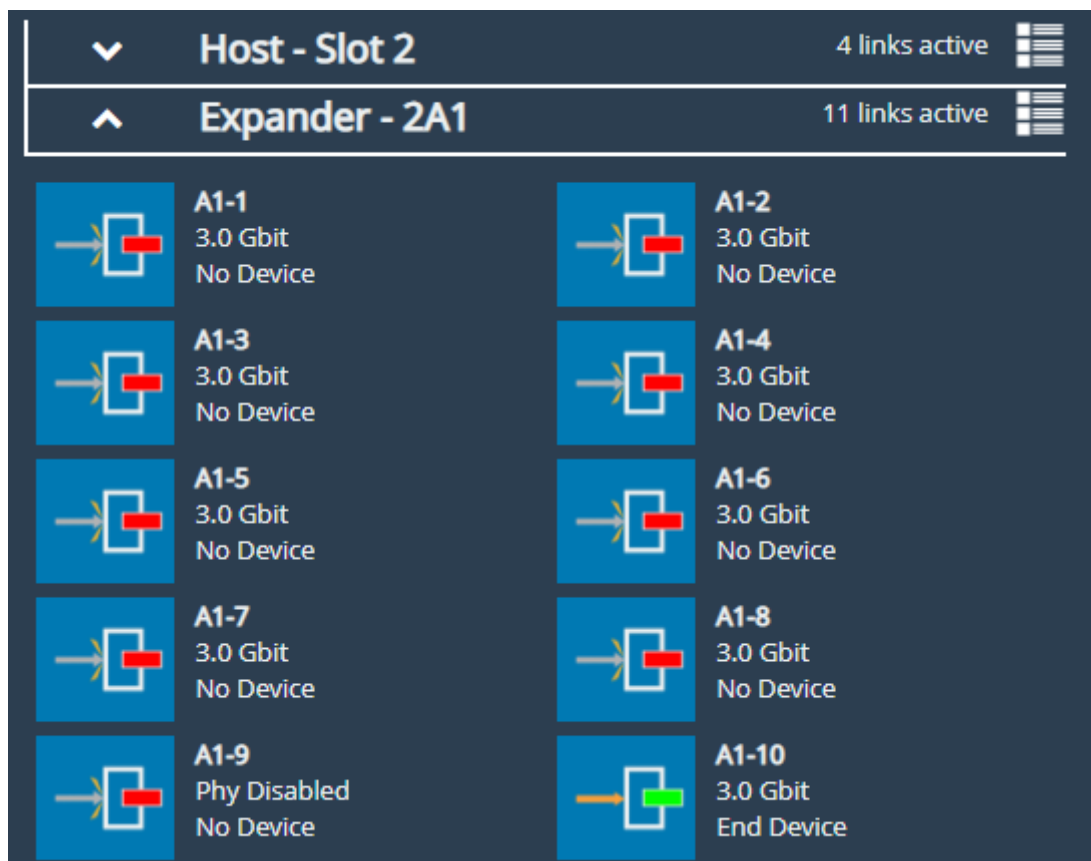 Host - Slot 2
4 links active
Expander - 2A1
11 links active
A1-1
3.0 Gbit
No Device
A1-2
3.0 Gbit
No Device
A1-3
3.0 Gbit
No Device
A1-4
3.0 Gbit
No Device
A1-5
3.0 Gbit
No Device
A1-6
3.0 Gbit
No Device
A1-7
3.0 Gbit
No Device
A1-8
3.0 Gbit
No Device
A1-9
Phy Disabled
No Device
A1-10
3.0 Gbit
End Device